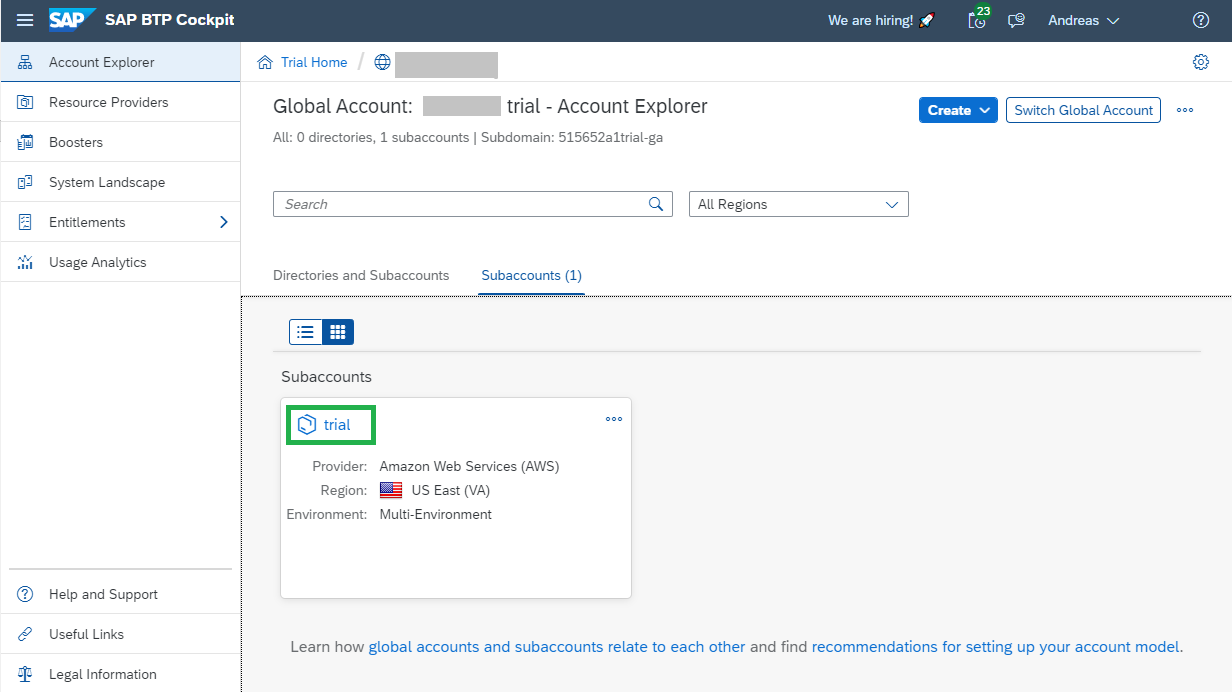 SAP SAP BTP Cockpit
We are hiring! 🚀
23
Andreas
Account Explorer
Resource Providers
Boosters
System Landscape
Entitlements
Usage Analytics
Help and Support
Useful Links
Legal Information
Trial Home /
Global Account: trial - Account Explorer
Create
Switch Global Account
All: 0 directories, 1 subaccounts | Subdomain: 515652a1trial-ga
Search
All Regions
Directories and Subaccounts
Subaccounts (1)
Subaccounts
trial
Provider: Amazon Web Services (AWS)
Region: US East (VA)
Environment: Multi-Environment
Learn how global accounts and subaccounts relate to each other and find recommendations for setting up your account model.